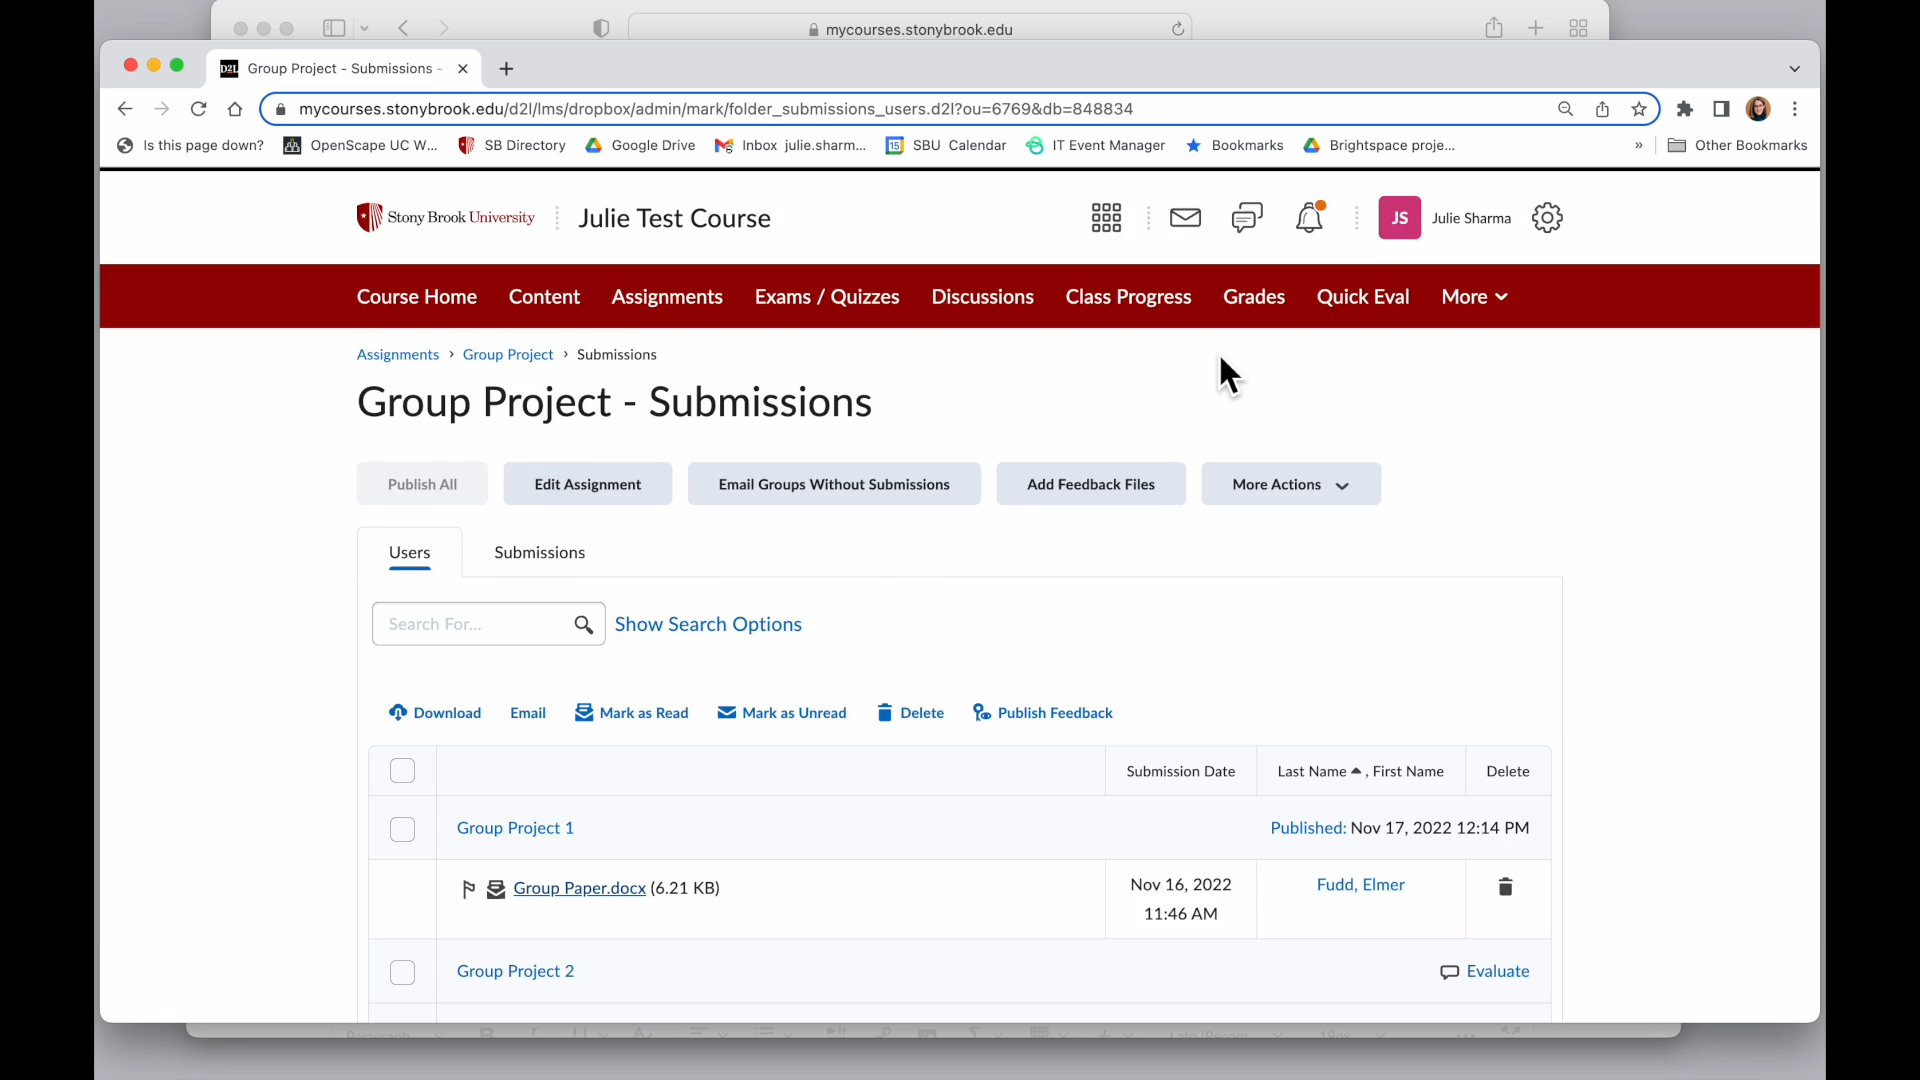 mycourses.stonybrook.edu
D2L Group Project - Submissions -
mycourses.stonybrook.edu/d2l/lms/dropbox/admin/mark/folder_submissions_users.d2l?ou=6769&db=848834
Is this page down? OpenScape UC W... SB Directory Google Drive Inbox julie.sharm... 15 SBU Calendar IT Event Manager Bookmarks Brightspace proje... » Other Bookmarks
Stony Brook University Julie Test Course JS Julie Sharma
Course Home Content Assignments Exams / Quizzes Discussions Class Progress Grades Quick Eval More
Assignments › Group Project › Submissions
Group Project - Submissions
Publish All Edit Assignment Email Groups Without Submissions Add Feedback Files More Actions
Users Submissions
Search For... Show Search Options
Download Email Mark as Read Mark as Unread Delete Publish Feedback
Submission Date Last Name , First Name Delete
Group Project 1 Published: Nov 17, 2022 12:14 PM
Group Paper.docx (6.21 KB) Nov 16, 2022 Fudd, Elmer
11:46 AM
Group Project 2 Evaluate
Paragraph Lato (Recom... 19px